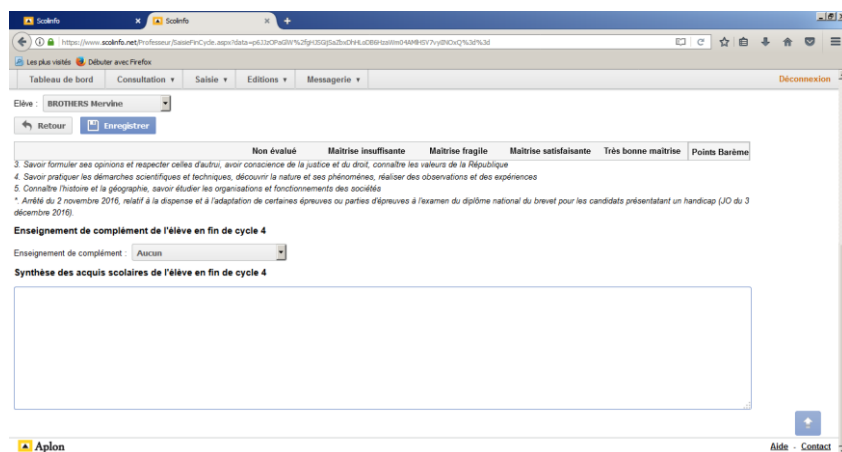 Scolinfo
Scolinfo
Les plus visités Débuter avec Firefox
Tableau de bord Consultation Saisie Editions Messagerie Déconnexion
Elève : BROTHERS Mervine
Retour Enregistrer
Non évalué Maîtrise insuffisante Maîtrise fragile Maîtrise satisfaisante Très bonne maîtrise Points Barème
3. Savoir formuler ses opinions et respecter celles d'autrui, avoir conscience de la justice et du droit, connaître les valeurs de la République
4. Savoir pratiquer les démarches scientifiques et techniques, découvrir la nature et ses phénomènes, réaliser des observations et des expériences
5. Connaître l'histoire et la géographie, savoir étudier les organisations et fonctionnements des sociétés
*. Arrêté du 2 novembre 2016, relatif à la dispense et à l'adaptation de certaines épreuves ou parties d'épreuves à l'examen du diplôme national du brevet pour les candidats présentatant un handicap (JO du 3
décembre 2016).
Enseignement de complément de l'élève en fin de cycle 4
Enseignement de complément : Aucun
Synthèse des acquis scolaires de l'élève en fin de cycle 4
Aplon
Aide - Contact